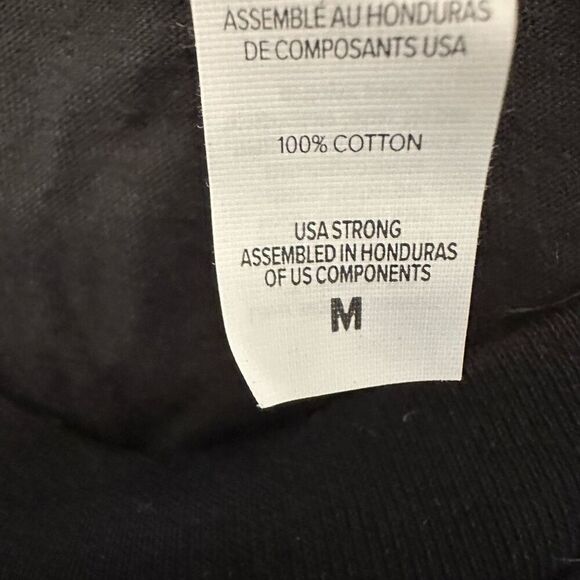 ASSEMBLÉ AU HONDURAS
DE COMPOSANTS USA
100% COTTON
USA STRONG
ASSEMBLED IN HONDURAS
OF US COMPONENTS
M